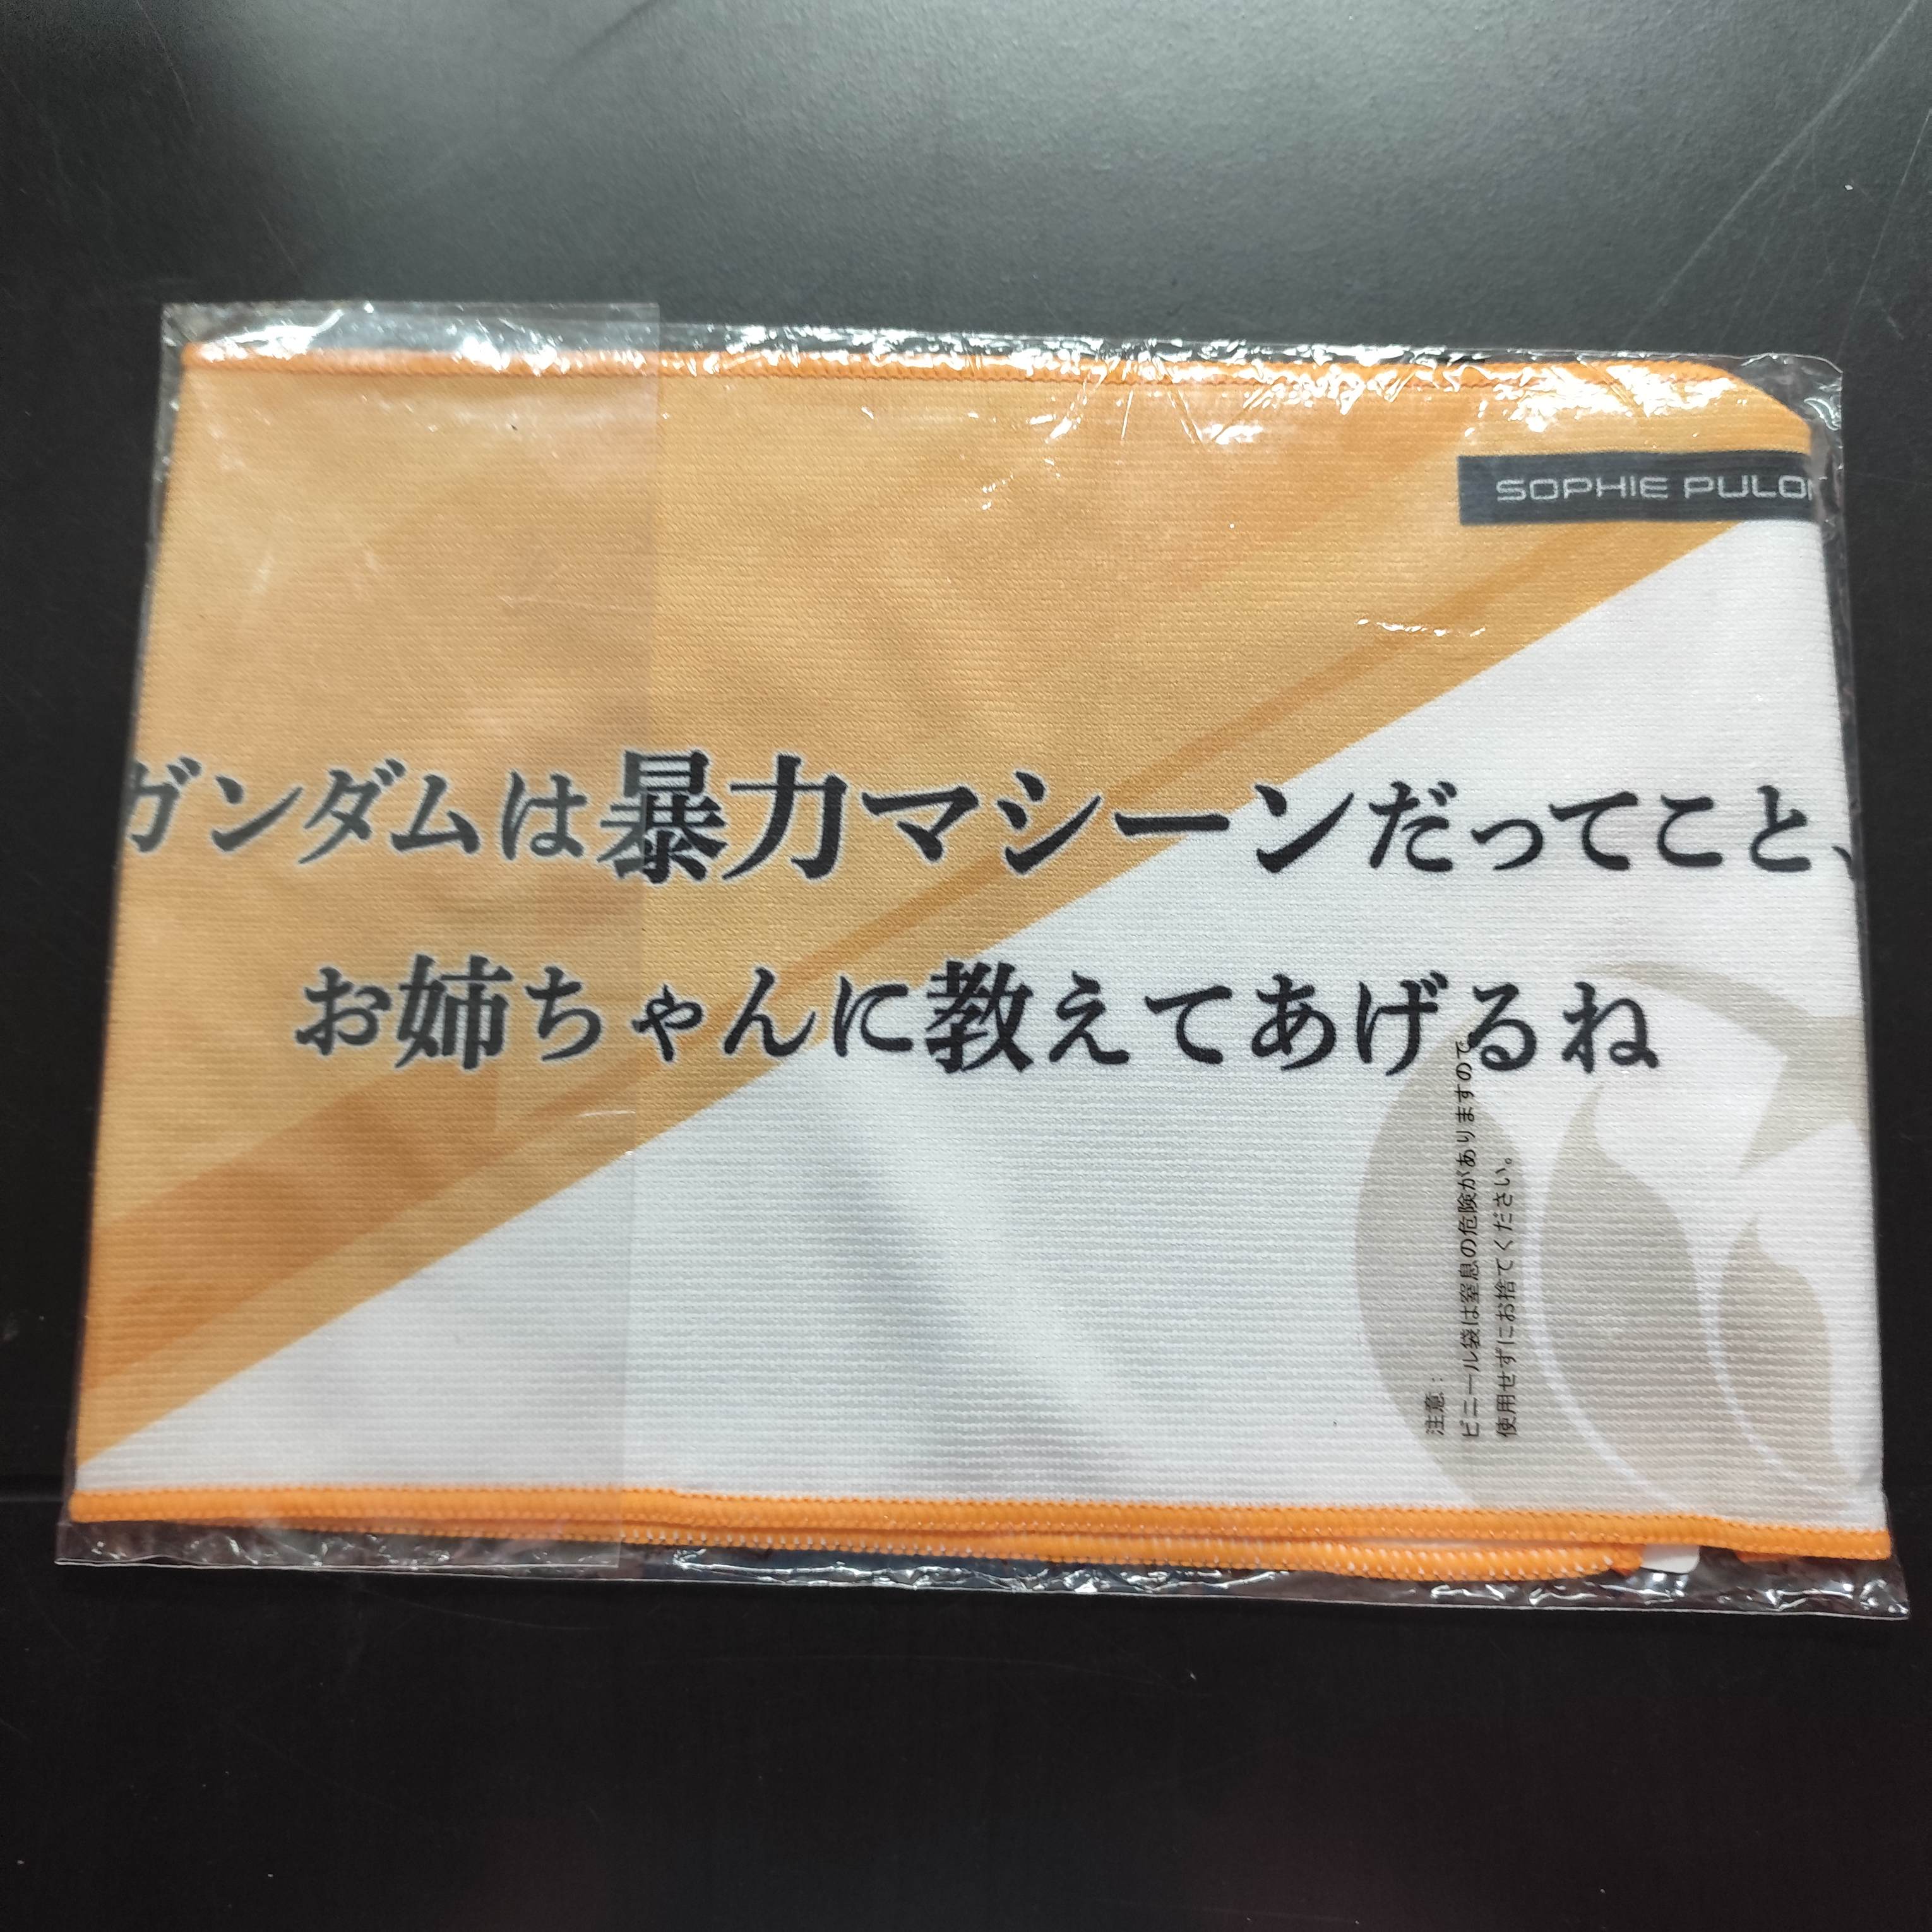 SOPHIE PULO
ガンダムは暴力マシーンだってこと、
お姉ちゃんに教えてあげるね
注意：
ビニール袋は窒息の危険がありますので
使用せずにお捨てください。